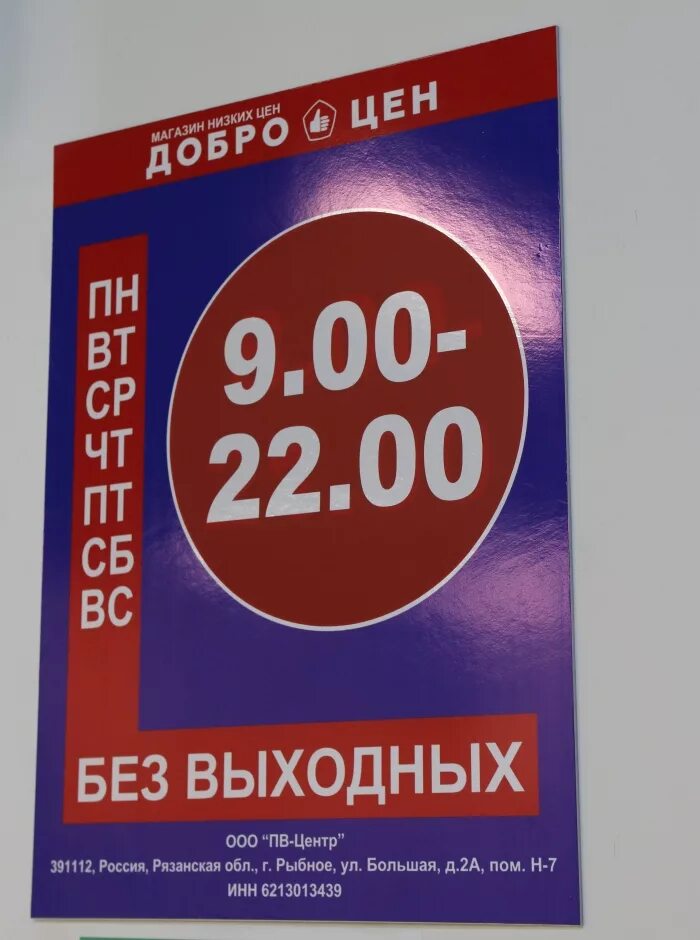 МАГАЗИН НИЗКИХ ЦЕН
ДОБРО ЦЕН
ПН
ВТ
СР
ЧТ
ПТ
СБ
ВС
9.00-
22.00
БЕЗ ВЫХОДНЫХ
ООО "ПВ-Центр"
391112, Россия, Рязанская обл., г. Рыбное, ул. Большая, д.2А, пом. Н-7
ИНН 6213013439